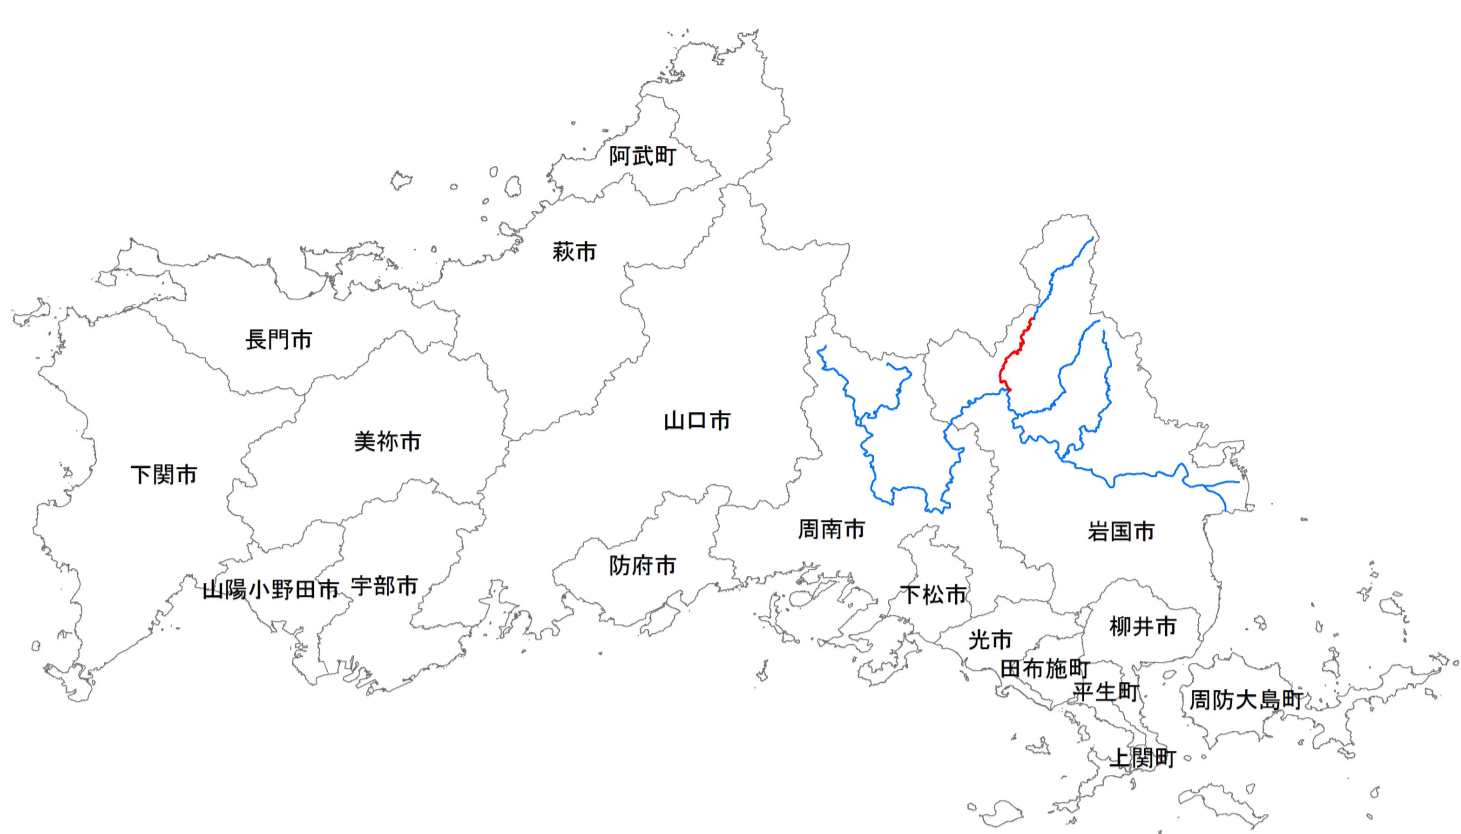 阿武町
萩市
長門市
山口市
美祢市
下関市
周南市
岩国市
防府市
山陽小野田市
宇部市
下松市
柳井市
光市
田布施町
平生町
周防大島町
上関町